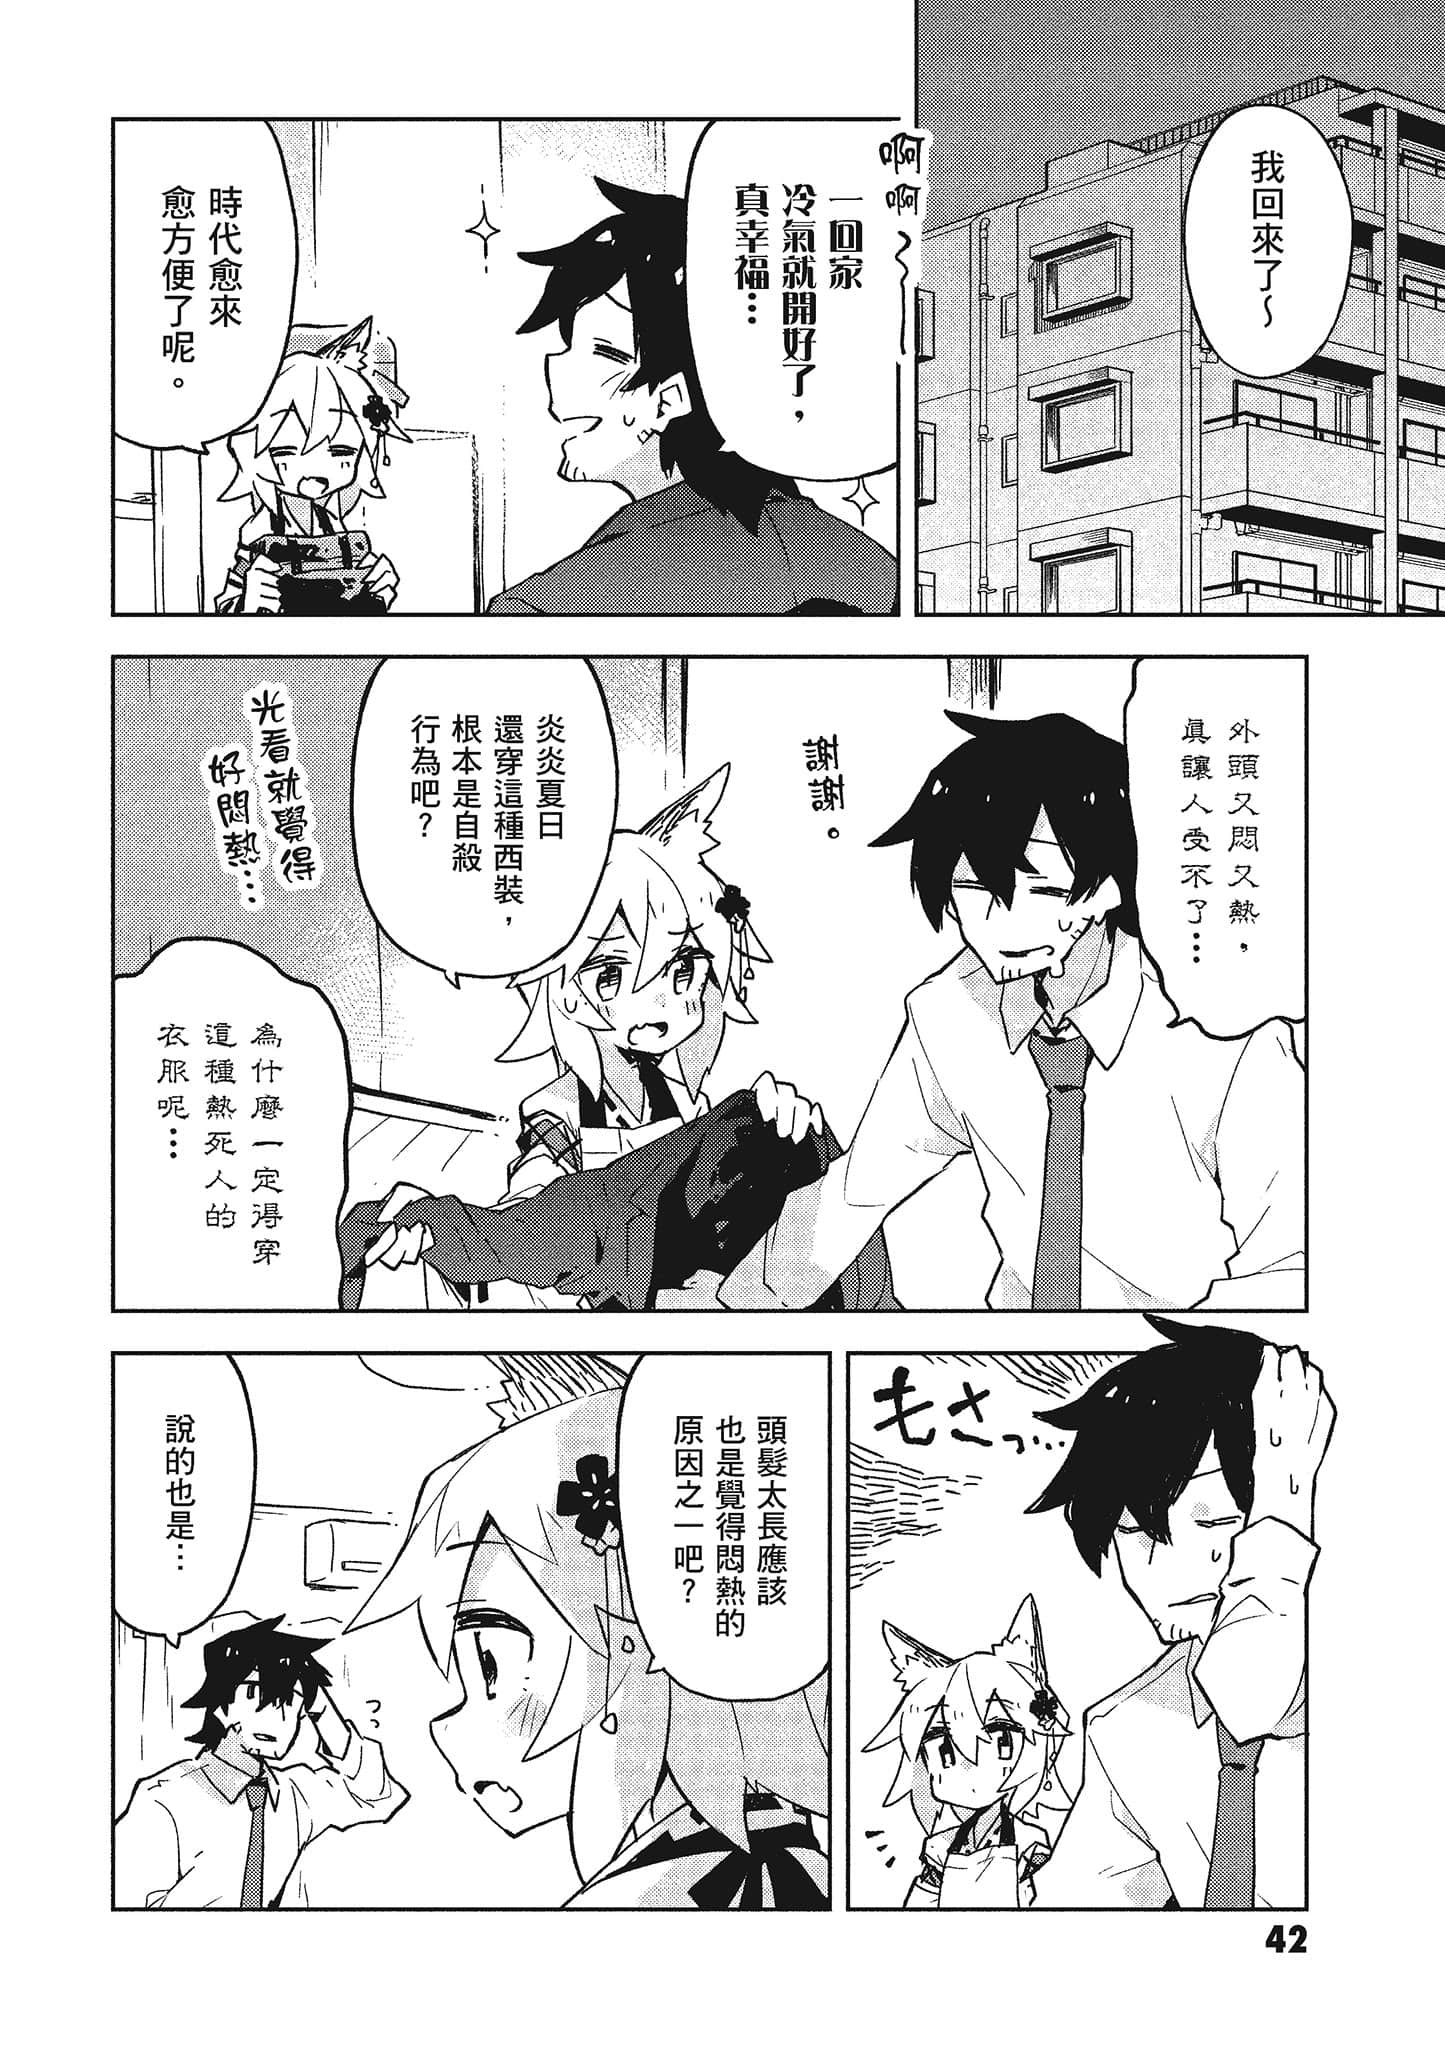 我回來了～
啊啊～
一回家
冷氣就開好了，
真幸福…
時代愈來
愈方便了呢。
外頭又悶又熱，
真讓人受不了…
謝謝。
炎炎夏日
還穿這種西裝，
根本是自殺
行為吧？
光看就覺得
好悶熱…
為什麼一定得穿
這種熱死人的
衣服呢…
もさっ…
頭髮太長應該
也是覺得悶熱的
原因之一吧？
說的也是…
42